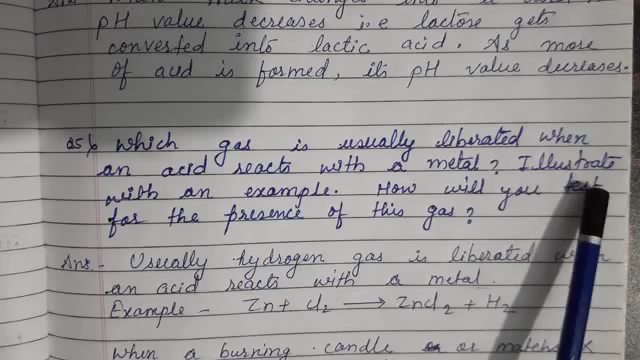 pH value decreases i.e lactose gets
converted into lactic acid. As more
of acid is formed, its pH value decreases.
Q5) Which gas is usually liberated when
an acid reacts with a metal? Illustrate
with an example. How will you test
for the presence of this gas?
Ans - Usually hydrogen gas is liberated when
an acid reacts with a metal.
Example - Zn + Cl2 → ZnCl2 + H2
When a burning candle or